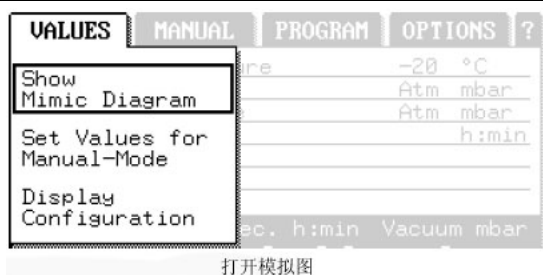 VALUES MANUAL PROGRAM OPTIONS ?
Show
Mimic Diagram
Set Values for
Manual-Mode
Display
Configuration
-20 °C
Atm mbar
Atm mbar
h:min
h:min Vacuum mbar
打开模拟图